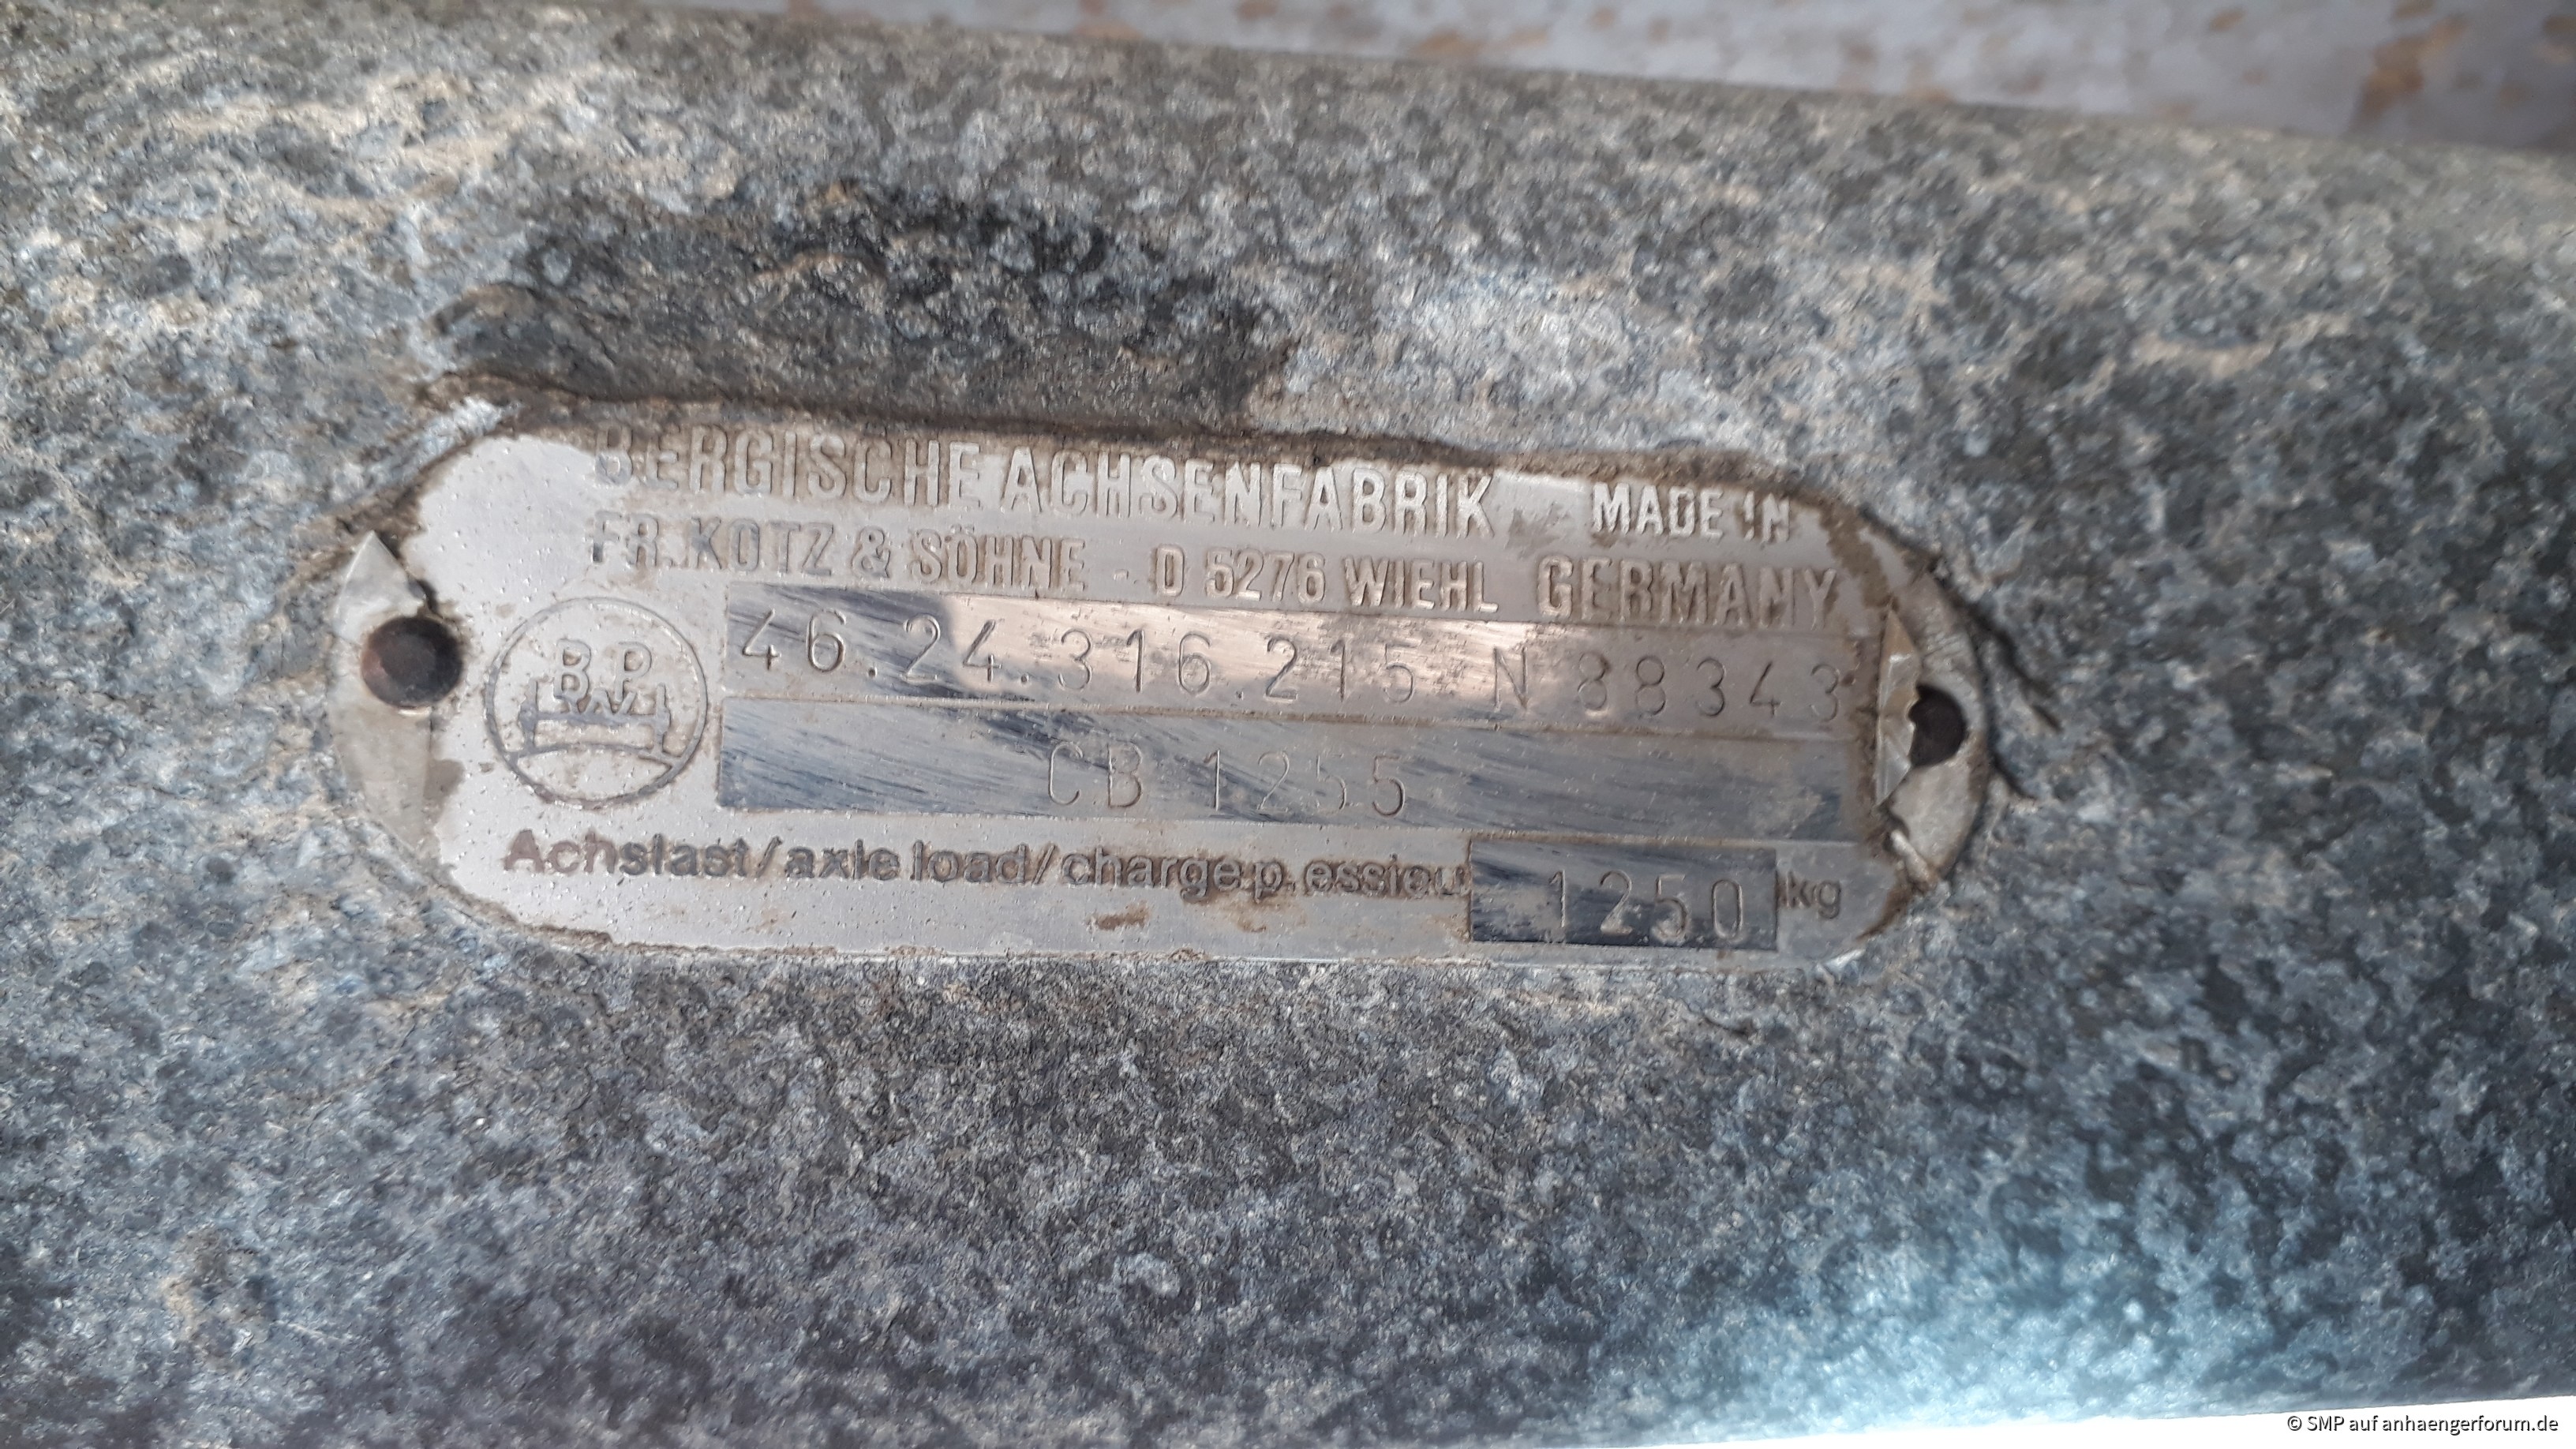 BERGISCHE ACHSENFABRIK MADE IN
FR. KOTZ & SÖHNE - D 5276 WIEHL GERMANY
BPW
46.24.316.215 N 88343
CB 1255
Achslast/axle load/charge p.essieu 1250 kg
© SMP auf anhaengerforum.de